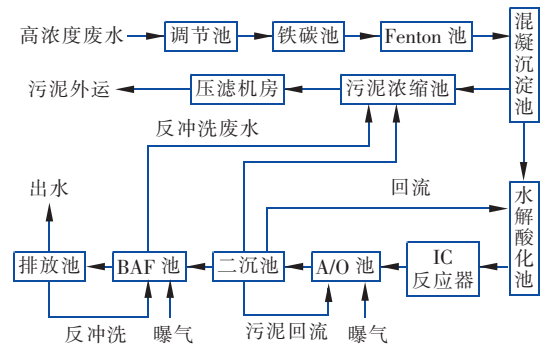 高浓度废水
调节池
铁碳池
Fenton 池
混凝沉淀池
污泥外运
压滤机房
污泥浓缩池
反冲洗废水
出水
回流
水解酸化池
排放池
BAF 池
二沉池
A/O 池
IC
反应器
反冲洗
曝气
污泥回流
曝气